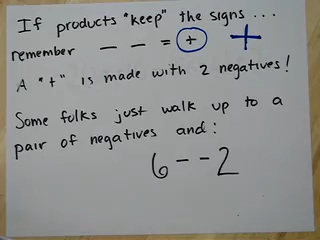 If products "keep" the signs ...
remember — — = + +
A "+" is made with 2 negatives!
Some folks just walk up to a
pair of negatives and:
6 - - 2